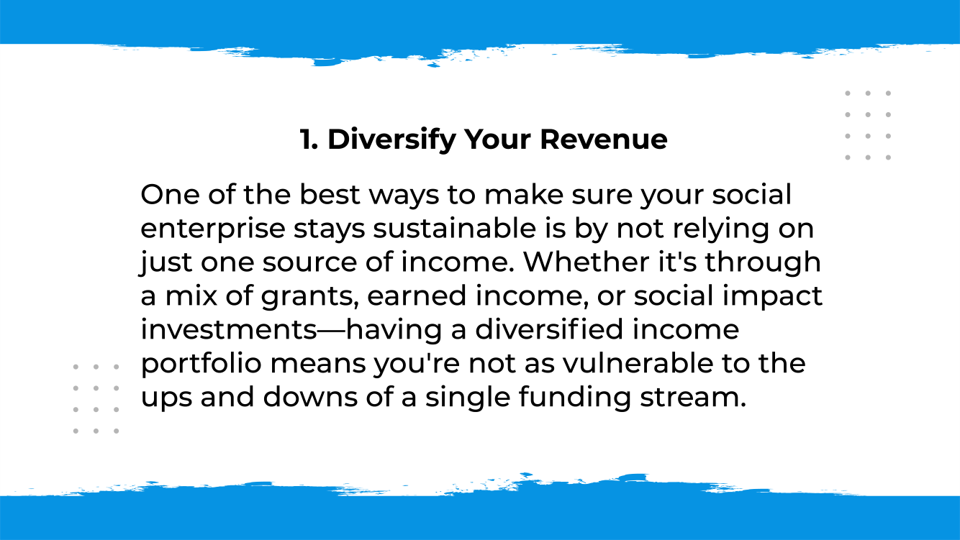 1. Diversify Your Revenue
One of the best ways to make sure your social
enterprise stays sustainable is by not relying on
just one source of income. Whether it's through
a mix of grants, earned income, or social impact
investments—having a diversified income
portfolio means you're not as vulnerable to the
ups and downs of a single funding stream.